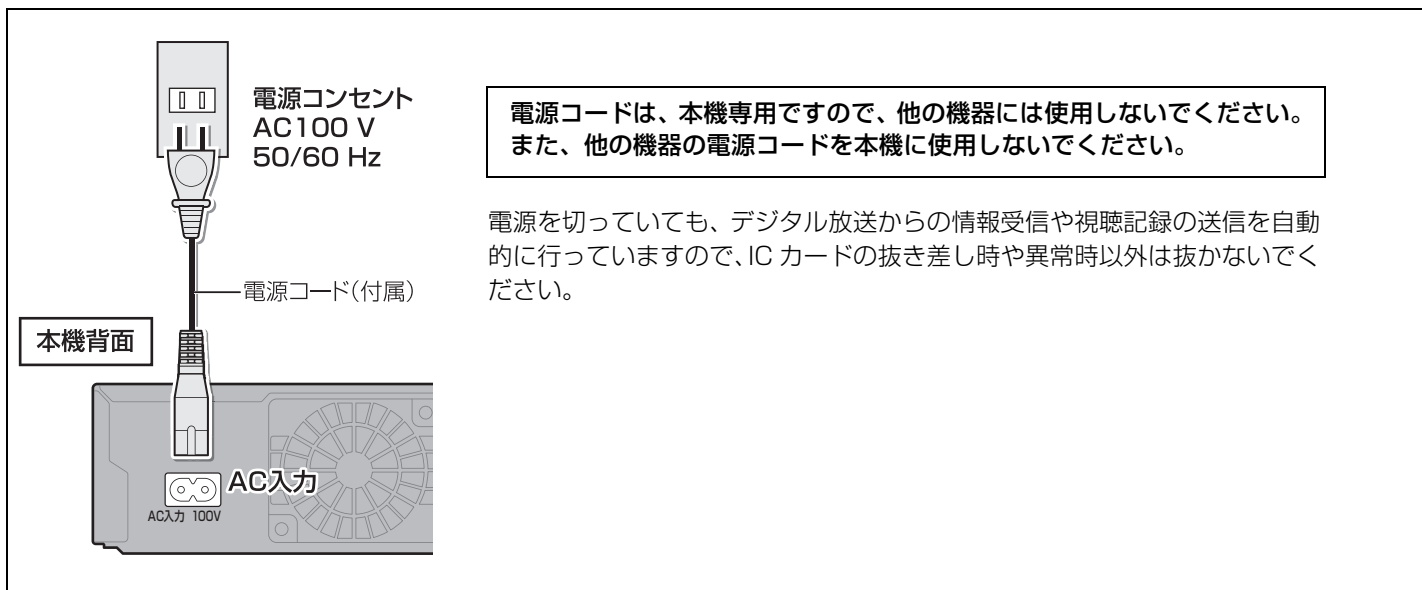 電源コンセント
AC100 V
50/60 Hz
電源コード(付属)
本機背面
AC入力
AC入力 100V
電源コードは、本機専用ですので、他の機器には使用しないでください。
また、他の機器の電源コードを本機に使用しないでください。
電源を切っていても、デジタル放送からの情報受信や視聴記録の送信を自動
的に行っていますので、IC カードの抜き差し時や異常時以外は抜かないでく
ださい。